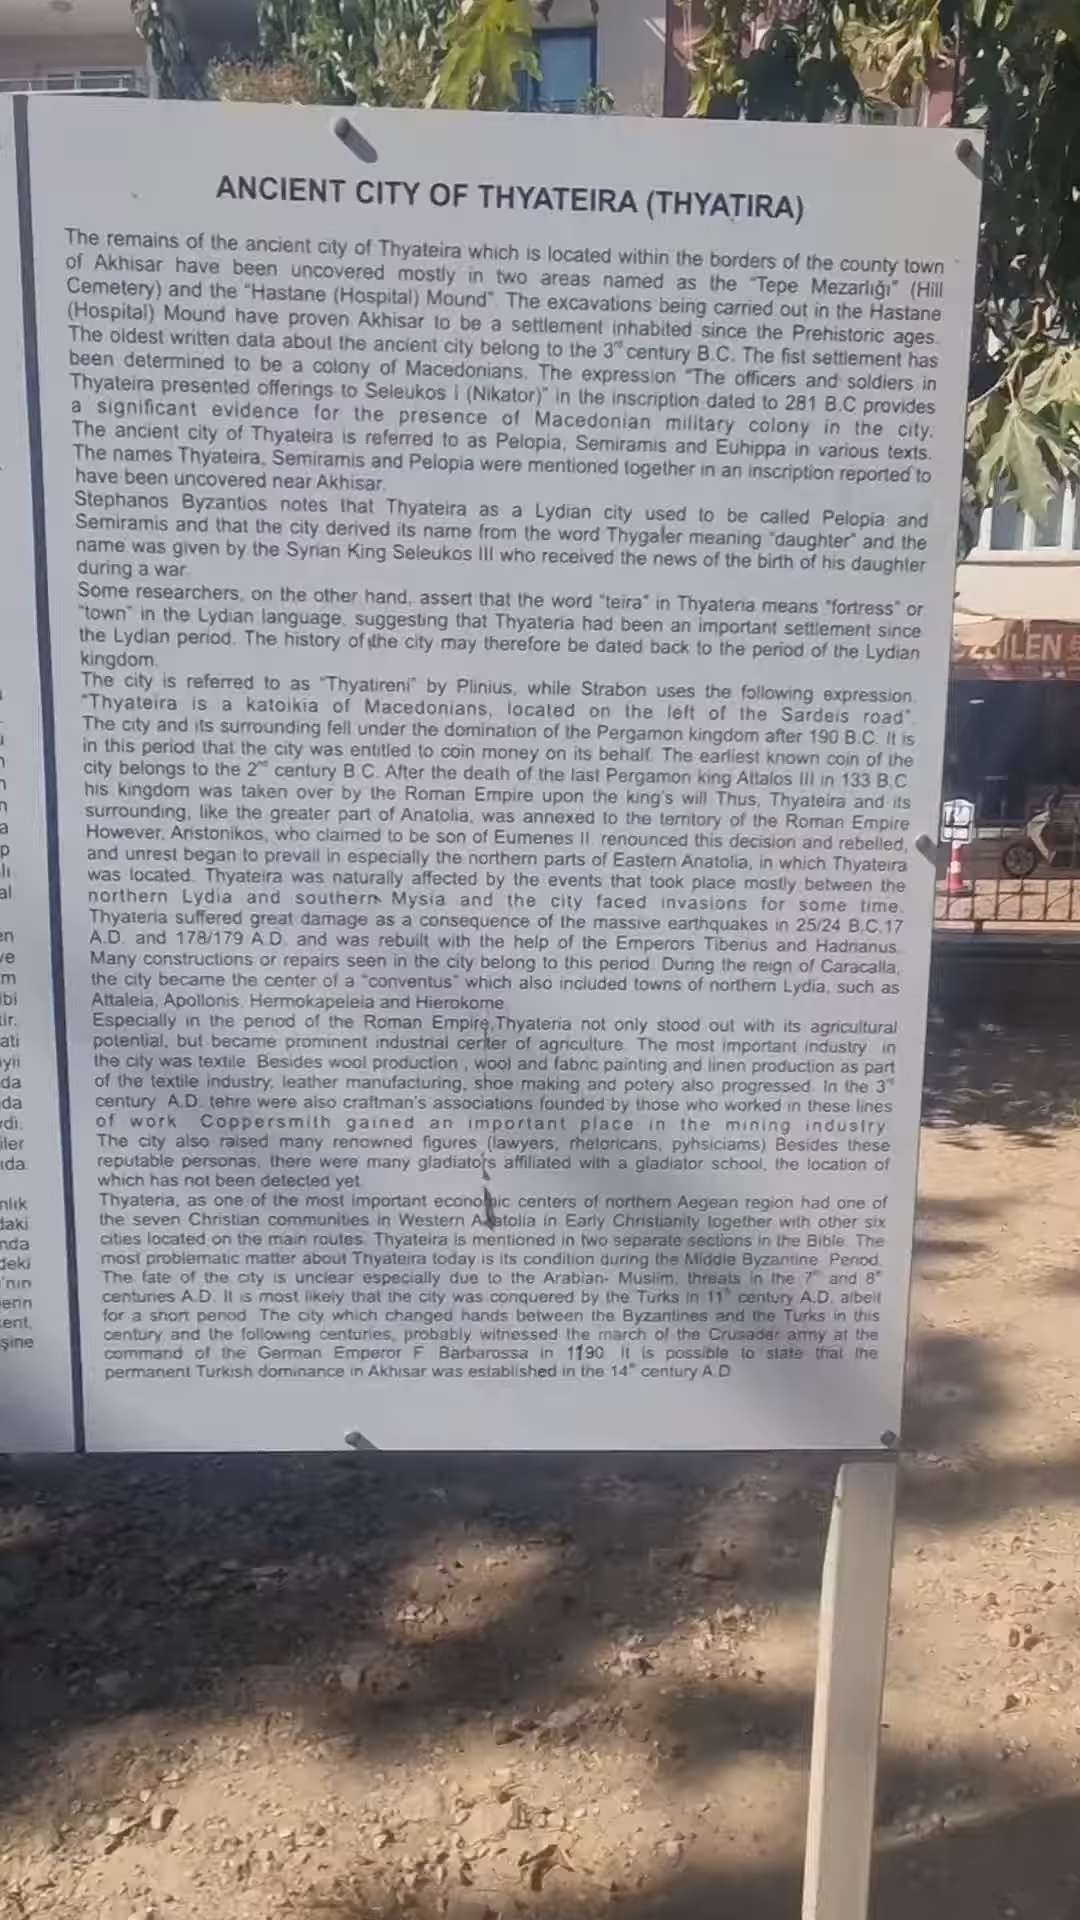 ANCIENT CITY OF THYATEIRA (THYATIRA)
The remains of the ancient city of Thyateira which is located within the borders of the county town
of Akhisar have been uncovered mostly in two areas named as the "Tepe Mezarlığı" (Hill
Cemetery) and the "Hastane (Hospital) Mound". The excavations being carried out in the Hastane
(Hospital) Mound have proven Akhisar to be a settlement inhabited since the Prehistoric ages.
The oldest written data about the ancient city belong to the 3rd century B.C. The fist settlement has
been determined to be a colony of Macedonians. The expression "The officers and soldiers in
Thyateira presented offerings to Seleukos I (Nikator)" in the inscription dated to 281 B.C provides
a significant evidence for the presence of Macedonian military colony in the city.
The ancient city of Thyateira is referred to as Pelopia, Semiramis and Euhippa in various texts.
The names Thyateira, Semiramis and Pelopia were mentioned together in an inscription reported to
have been uncovered near Akhisar.
Stephanos Byzantios notes that Thyateira as a Lydian city used to be called Pelopia and
Semiramis and that the city derived its name from the word Thygaler meaning "daughter" and the
name was given by the Syrian King Seleukos III who received the news of the birth of his daughter
during a war.
Some researchers, on the other hand, assert that the word "teira" in Thyateria means "fortress" or
"town" in the Lydian language, suggesting that Thyateria had been an important settlement since
the Lydian period. The history of the city may therefore be dated back to the period of the Lydian
kingdom.
The city is referred to as "Thyatireni" by Plinius, while Strabon uses the following expression.
"Thyateira is a katoikia of Macedonians, located on the left of the Sardeis road".
The city and its surrounding fell under the domination of the Pergamon kingdom after 190 B.C. It is
in this period that the city was entitled to coin money on its behalf. The earliest known coin of the
city belongs to the 2nd century B.C. After the death of the last Pergamon king Attalos III in 133 B.C
his kingdom was taken over by the Roman Empire upon the king's will Thus, Thyateira and its
surrounding, like the greater part of Anatolia, was annexed to the territory of the Roman Empire
However, Aristonikos, who claimed to be son of Eumenes II. renounced this decision and rebelled,
and unrest began to prevail in especially the northern parts of Eastern Anatolia, in which Thyateira
was located. Thyateira was naturally affected by the events that took place mostly between the
northern Lydia and southern Mysia and the city faced invasions for some time.
Thyateria suffered great damage as a consequence of the massive earthquakes in 25/24 B.C,17
A.D. and 178/179 A.D. and was rebuilt with the help of the Emperors Tiberius and Hadrianus.
Many constructions or repairs seen in the city belong to this period. During the reign of Caracalla,
the city became the center of a "conventus" which also included towns of northern Lydia, such as
Attaleia, Apollonis, Hermokapeleia and Hierokome.
Especially in the period of the Roman Empire,Thyateria not only stood out with its agricultural
potential, but became prominent industrial center of agriculture. The most important industry in
the city was textile. Besides wool production , wool and fabric painting and linen production as part
of the textile industry, leather manufacturing, shoe making and potery also progressed. In the 3rd
century A.D. tehre were also craftman's associations founded by those who worked in these lines
of work Coppersmith gained an important place in the mining industry.
The city also raised many renowned figures (lawyers, rhetoricans, pyhsiciams) Besides these
reputable personas, there were many gladiators affiliated with a gladiator school, the location of
which has not been detected yet.
Thyateria, as one of the most important economic centers of northern Aegean region had one of
the seven Christian communities in Western Anatolia in Early Christianity together with other six
cities located on the main routes. Thyateira is mentioned in two separate sections in the Bible. The
most problematic matter about Thyateira today is its condition during the Middle Byzantine Period.
The fate of the city is unclear especially due to the Arabian- Muslim, threats in the 7th and 8th
centuries A.D. It is most likely that the city was conquered by the Turks in 11th century A.D. albeit
for a short period. The city which changed hands between the Byzantines and the Turks in this
century and the following centuries, probably witnessed the march of the Crusader army at the
command of the German Emperor F. Barbarossa in 1190 It is possible to state that the
permanent Turkish dominance in Akhisar was established in the 14th century A.D